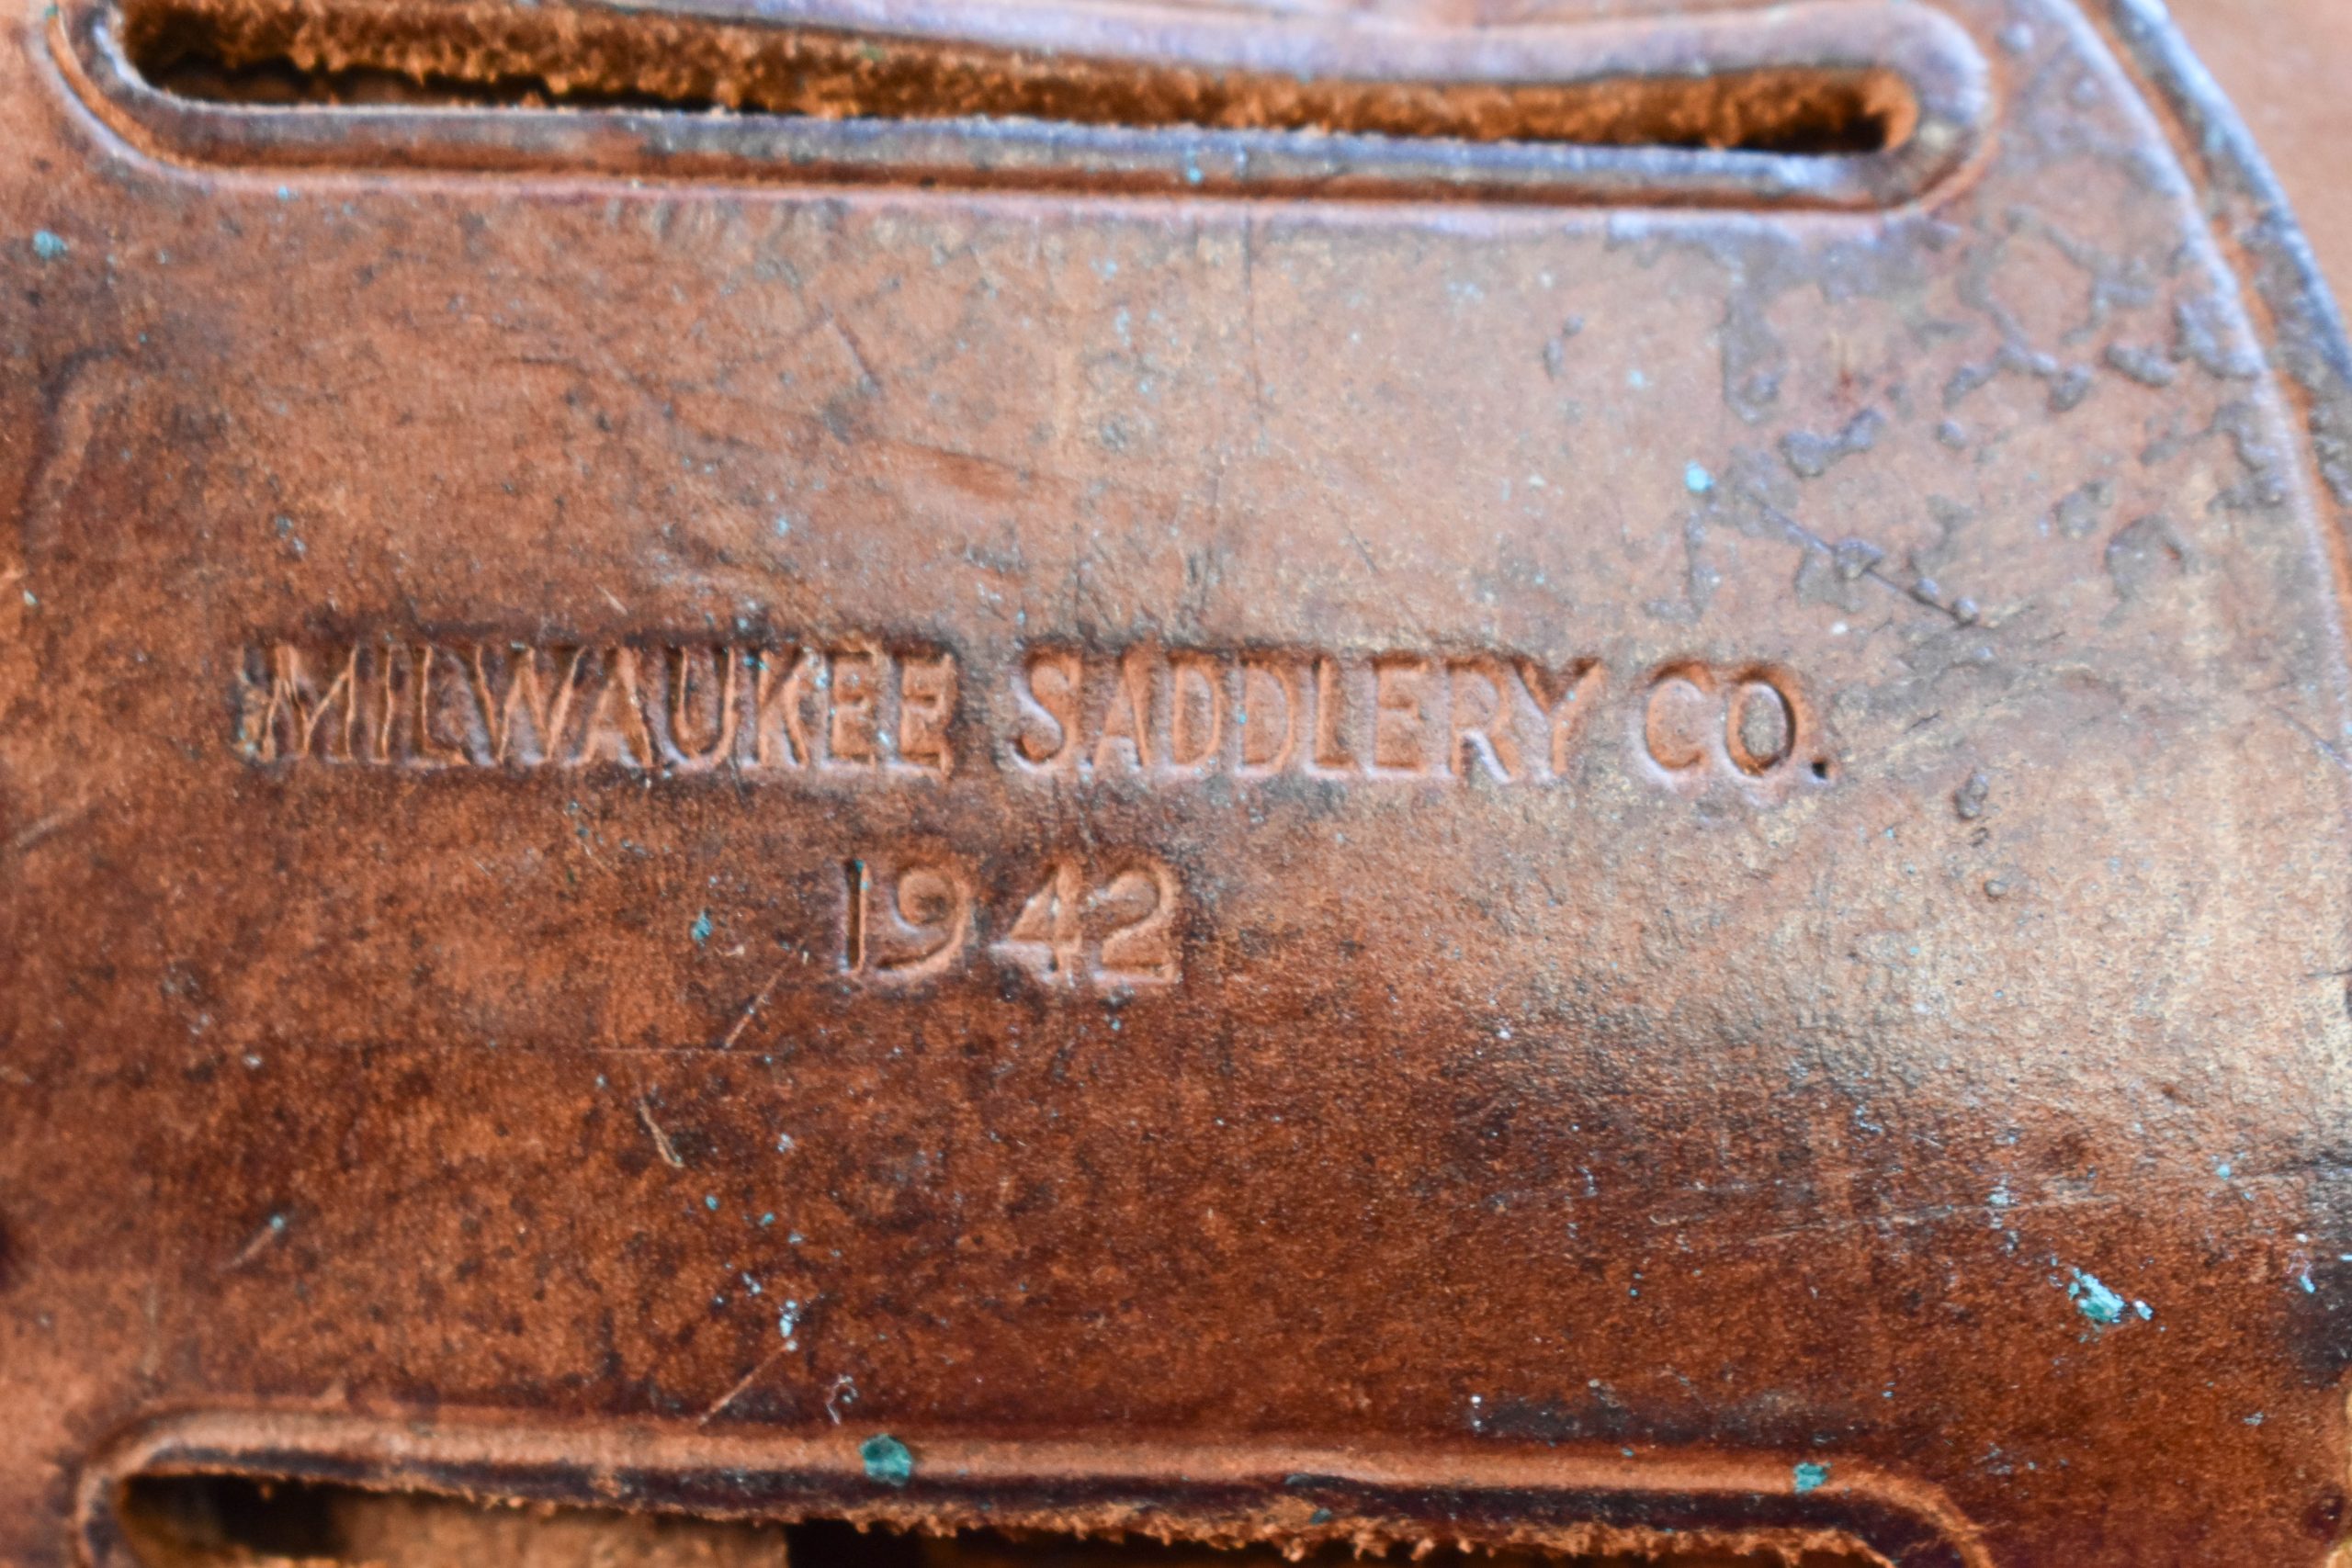 MILWAUKEE SADDLERY CO.
1942